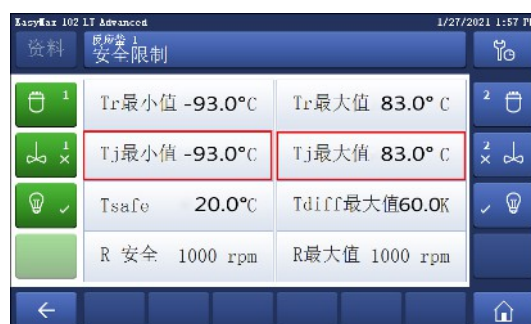 EasyMax 102 LT Advanced 1/27/2021 1:57 P
资料
反应釜 1
安全限制
1 Tr最小值 -93.0°C Tr最大值 83.0° C 2
1 Tj最小值 -93.0°C Tj最大值 83.0° C 2
Tsafe 20.0°C Tdiff最大值60.0K
R 安全 1000 rpm R最大值 1000 rpm